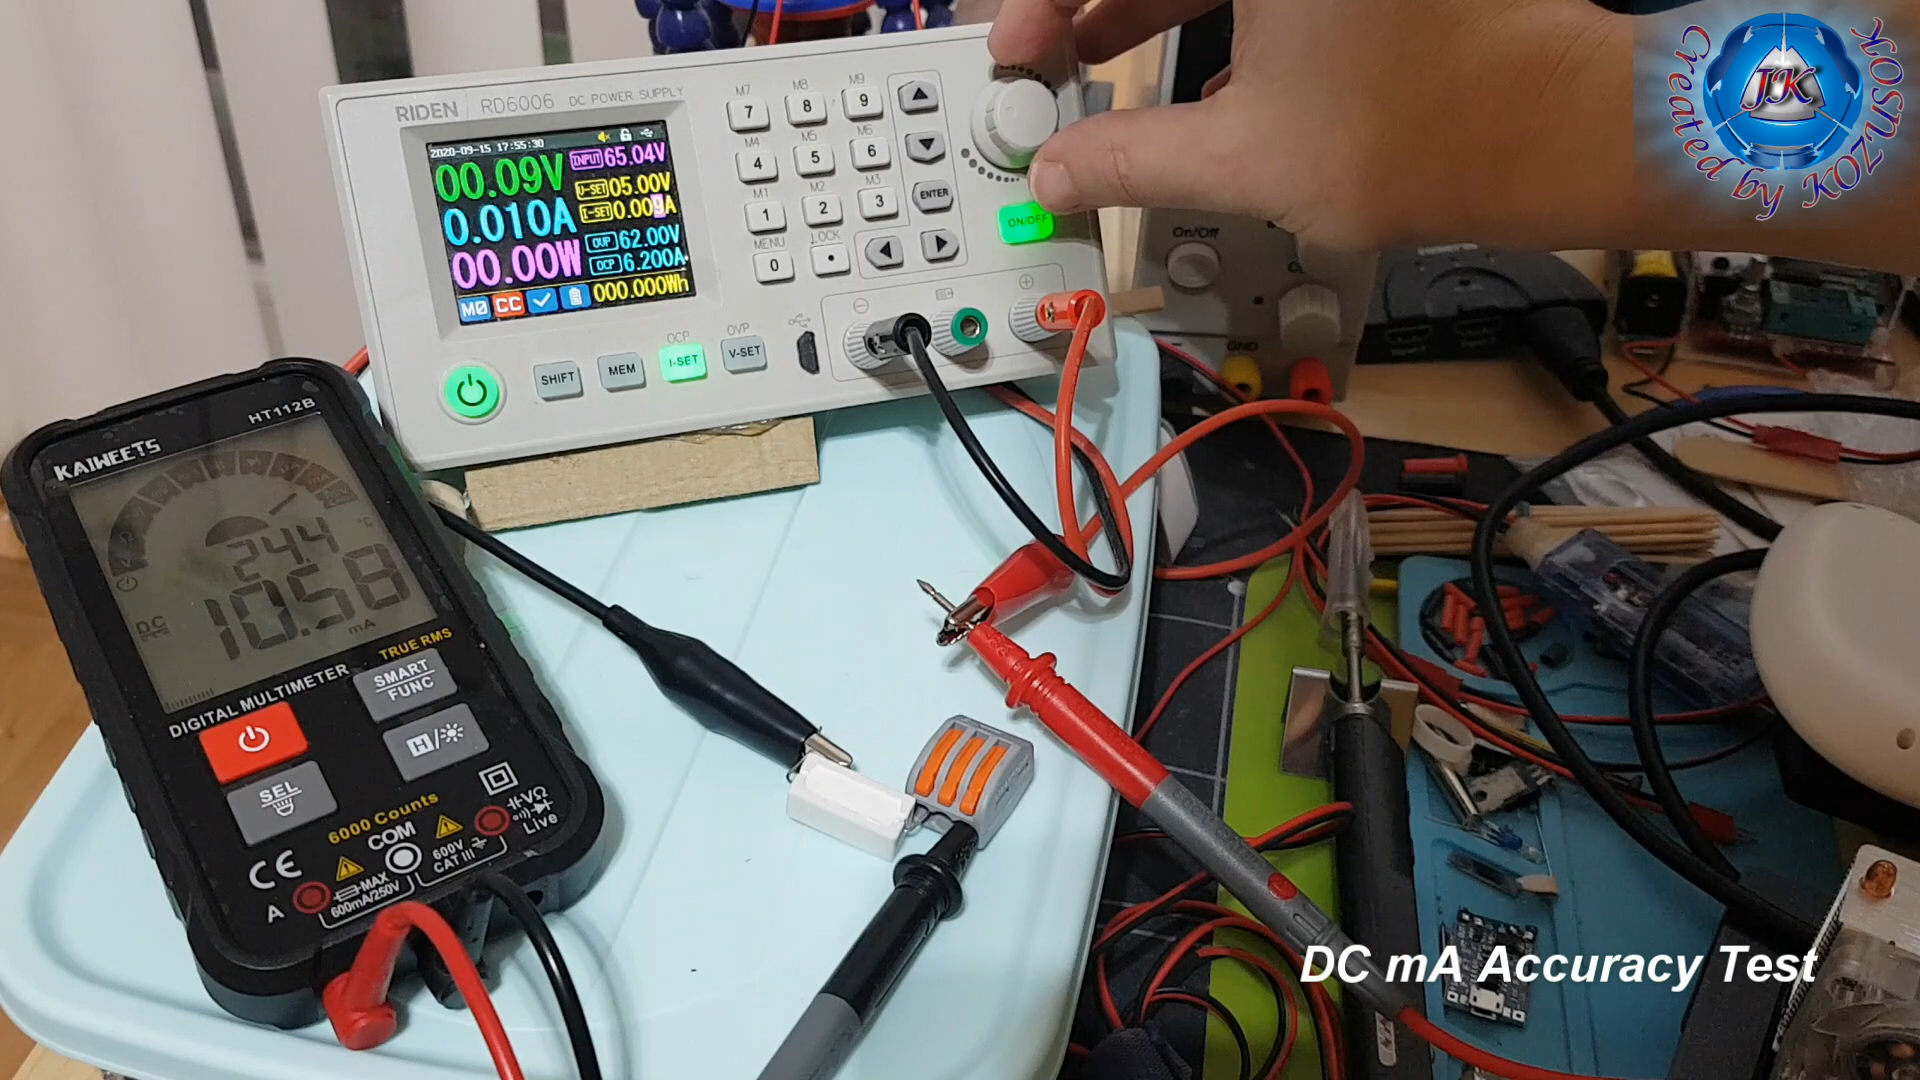 RIDEN RD6006 DC POWER SUPPLY
2020-09-15 17:55:30
00.09V INPUT 65.04V
V-SET 05.00V
0.010A I-SET 0.009A
OVP 62.00V
00.00W OCP 6.200A
M0 CC 000.000Wh
M7 M8 M9
7 8 9
M4 M5 M6
4 5 6
M1 M2 M3
1 2 3
ENTER
MENU LOCK
0 .
ON/OFF
OCP OVP
SHIFT MEM I-SET V-SET
KAIWEETS HT112B
24.4 °C
DC 10.58
mA
DIGITAL MULTIMETER TRUE RMS
SMART
FUNC
H/
SEL
6000 Counts
COM
VΩ
Live
600V
CAT III
CE
A
MAX
600mA/250V
On/Off
GND
Created by KOZUSOK
JK
DC mA Accuracy Test